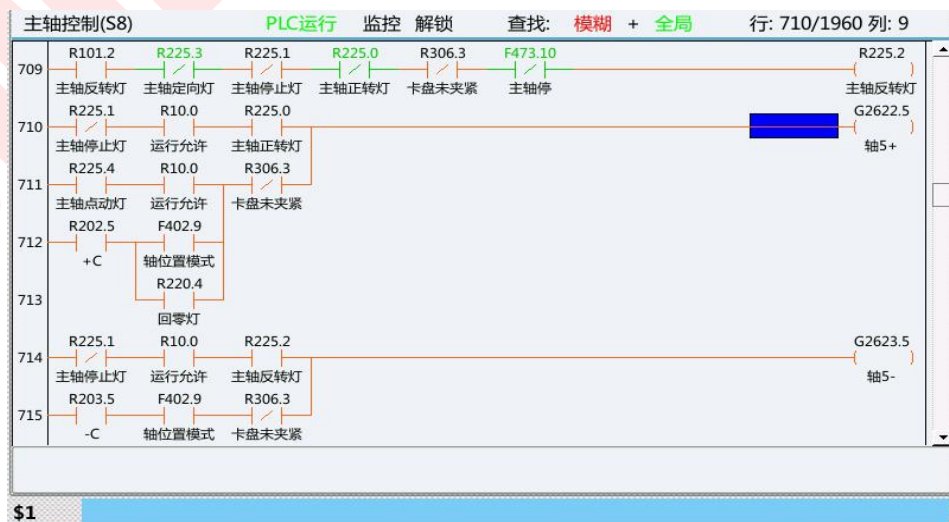 主轴控制(S8) PLC运行 监控 解锁 查找: 模糊 + 全局 行: 710/1960 列: 9
R101.2 R225.3 R225.1 R225.0 R306.3 F473.10 R225.2
709
主轴反转灯 主轴定向灯 主轴停止灯 主轴正转灯 卡盘未夹紧 主轴停 主轴反转灯
R225.1 R10.0 R225.0 G2622.5
710
主轴停止灯 运行允许 主轴正转灯 轴5+
R225.4 R10.0 R306.3
711
主轴点动灯 运行允许 卡盘未夹紧
R202.5 F402.9
712
+C 轴位置模式
R220.4
713
回零灯
R225.1 R10.0 R225.2 G2623.5
714
主轴停止灯 运行允许 主轴反转灯 轴5-
R203.5 F402.9 R306.3
715
-C 轴位置模式 卡盘未夹紧
$1